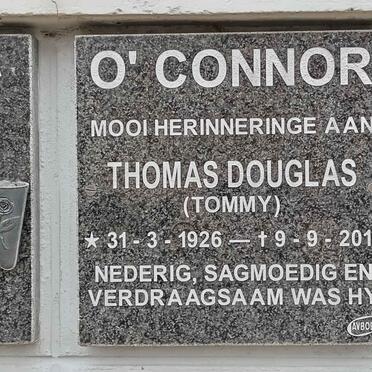 O' CONNOR
MOOI HERINNERINGE AAN
THOMAS DOUGLAS
(TOMMY)
★ 31 - 3 - 1926 — † 9 - 9 - 201
NEDERIG, SAGMOEDIG EN
VERDRAAGSAAM WAS HY